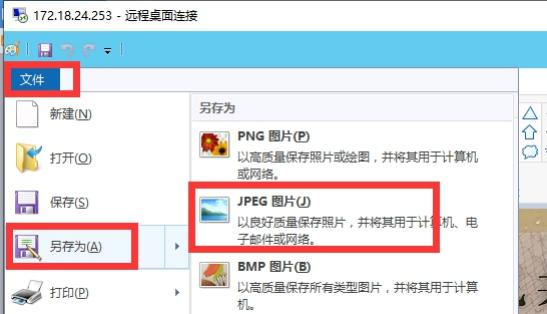 172.18.24.253 - 远程桌面连接
文件
新建(N)
打开(O)
保存(S)
另存为(A)
打印(P)
另存为
PNG 图片(P)
以高质量保存照片或绘图，并将其用于计算机
或网络。
JPEG 图片(J)
以良好质量保存照片，并将其用于计算机、电
子邮件或网络。
BMP 图片(B)
以高质量保存所有类型图片，并将其用于计算
机。